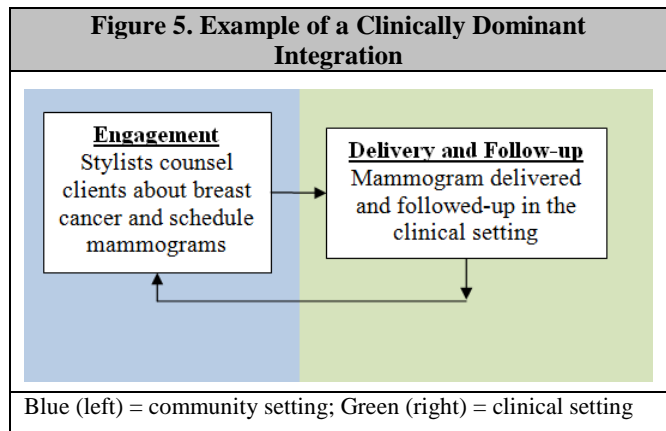 Figure 5. Example of a Clinically Dominant
Integration
Engagement
Stylists counsel
clients about breast
cancer and schedule
mammograms
Delivery and Follow-up
Mammogram delivered
and followed-up in the
clinical setting
Blue (left) = community setting; Green (right) = clinical setting